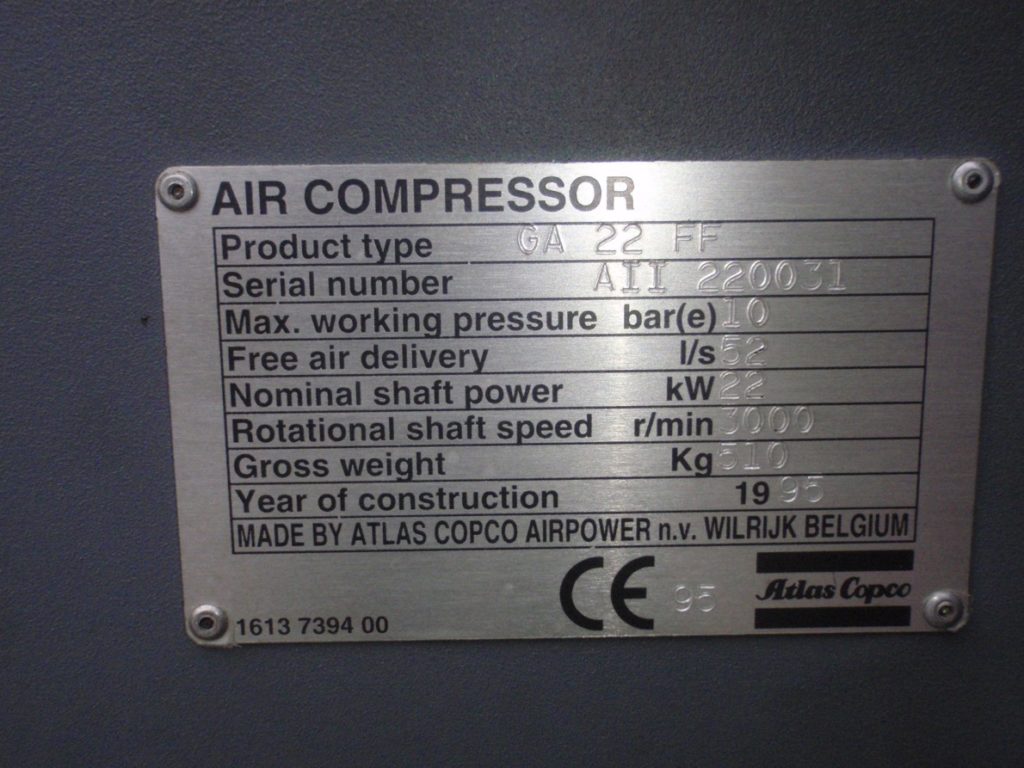 AIR COMPRESSOR
Product type GA 22 FF
Serial number AII 220031
Max. working pressure bar(e) 10
Free air delivery l/s 52
Nominal shaft power kW 22
Rotational shaft speed r/min 3000
Gross weight Kg 510
Year of construction 19 95
MADE BY ATLAS COPCO AIRPOWER n.v. WILRIJK BELGIUM
CE 95 Atlas Copco
1613 7394 00